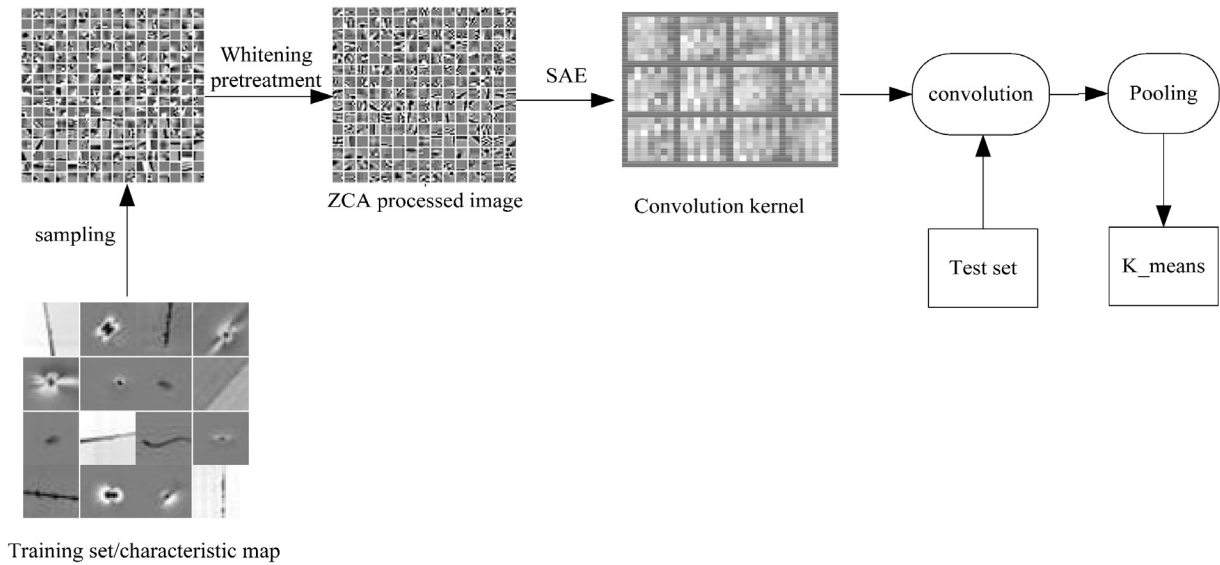 Whitening
pretreatment
SAE
convolution
Pooling
ZCA processed image
Convolution kernel
sampling
Test set
K_means
Training set/characteristic map